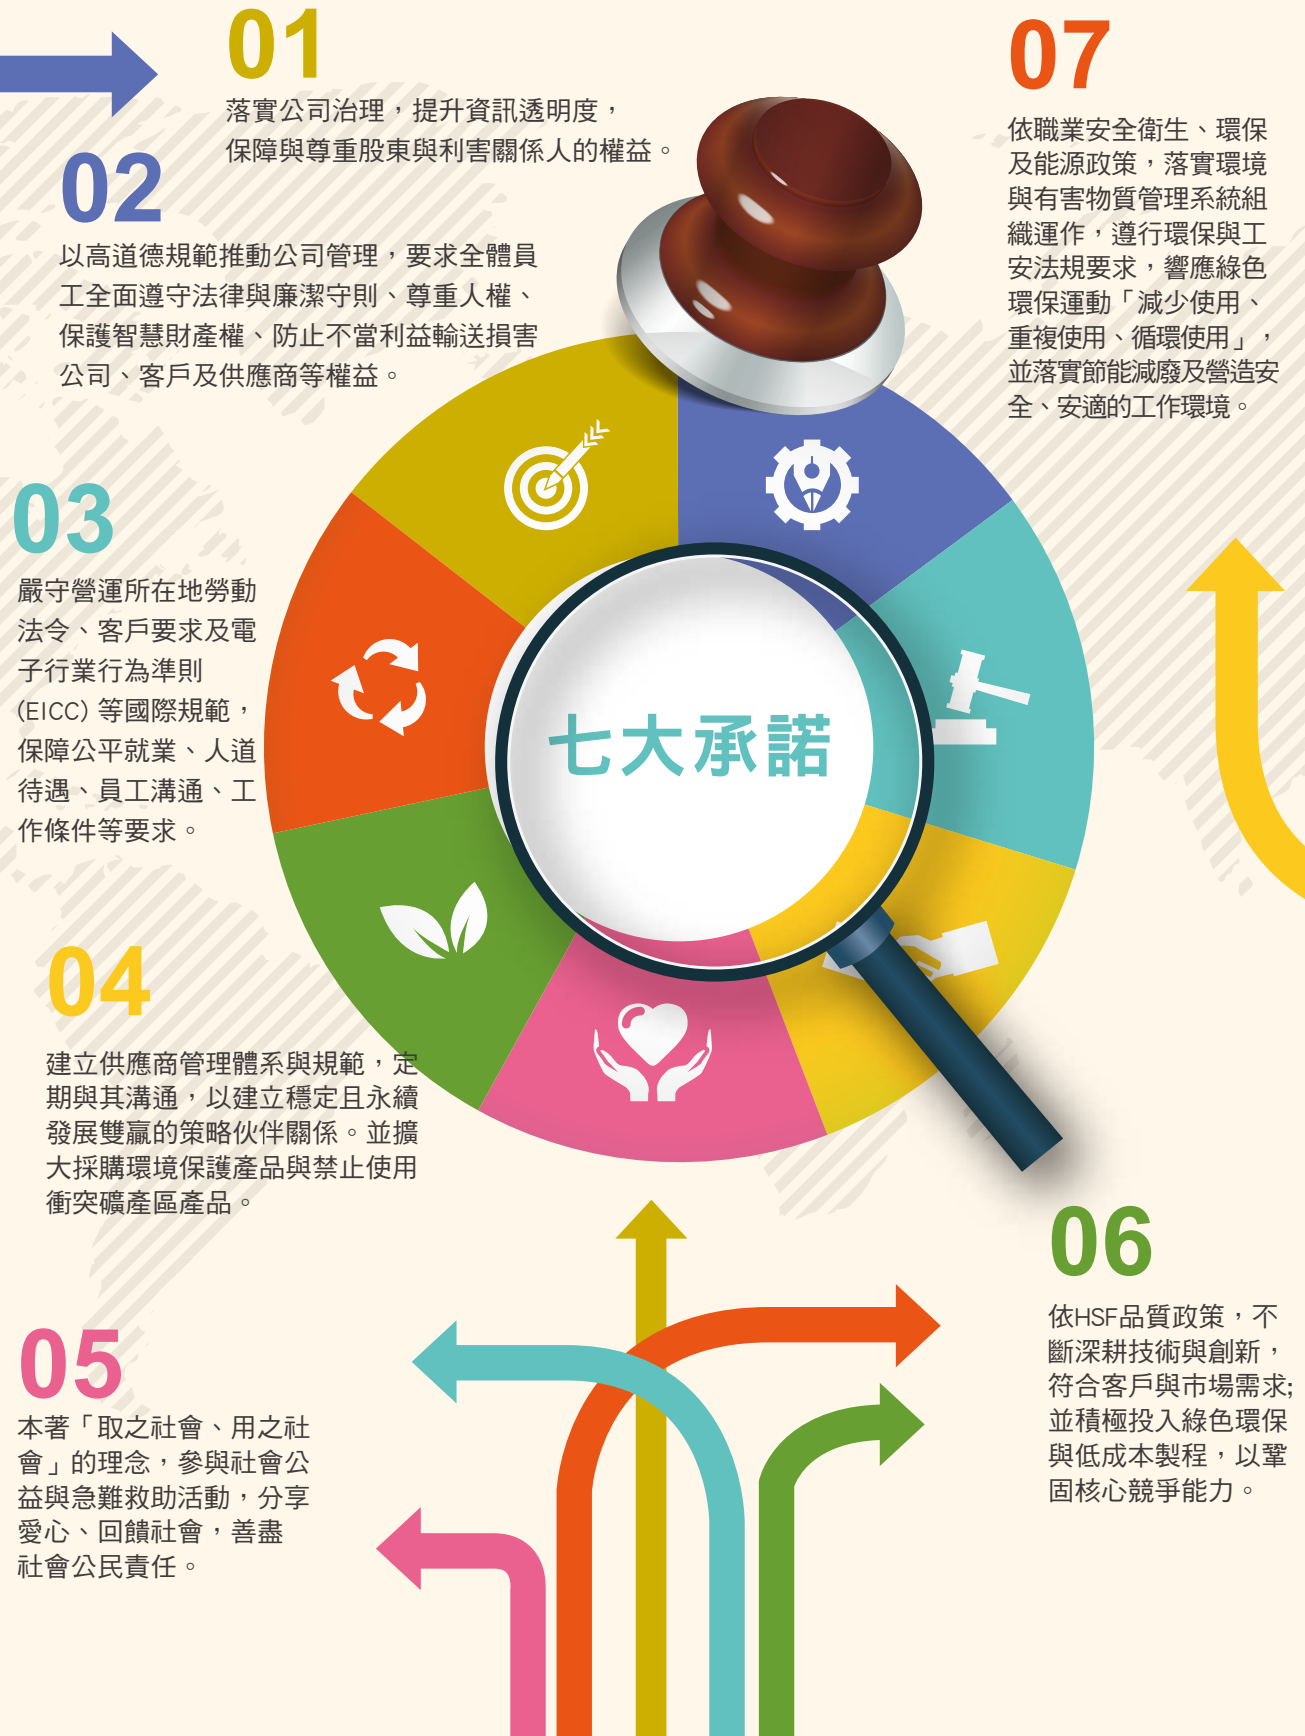 01
落實公司治理，提升資訊透明度，
保障與尊重股東與利害關係人的權益。
02
以高道德規範推動公司管理，要求全體員
工全面遵守法律與廉潔守則、尊重人權、
保護智慧財產權、防止不當利益輸送損害
公司、客戶及供應商等權益。
03
嚴守營運所在地勞動
法令、客戶要求及電
子行業行為準則
(EICC) 等國際規範，
保障公平就業、人道
待遇、員工溝通、工
作條件等要求。
04
建立供應商管理體系與規範，定
期與其溝通，以建立穩定且永續
發展雙贏的策略伙伴關係。並擴
大採購環境保護產品與禁止使用
衝突礦產區產品。
05
本著「取之社會、用之社
會」的理念，參與社會公
益與急難救助活動，分享
愛心、回饋社會，善盡
社會公民責任。
06
依HSF品質政策，不
斷深耕技術與創新，
符合客戶與市場需求;
並積極投入綠色環保
與低成本製程，以鞏
固核心競爭能力。
07
依職業安全衛生、環保
及能源政策，落實環境
與有害物質管理系統組
織運作，遵行環保與工
安法規要求，響應綠色
環保運動「減少使用、
重複使用、循環使用」，
並落實節能減廢及營造安
全、安適的工作環境。
七大承諾